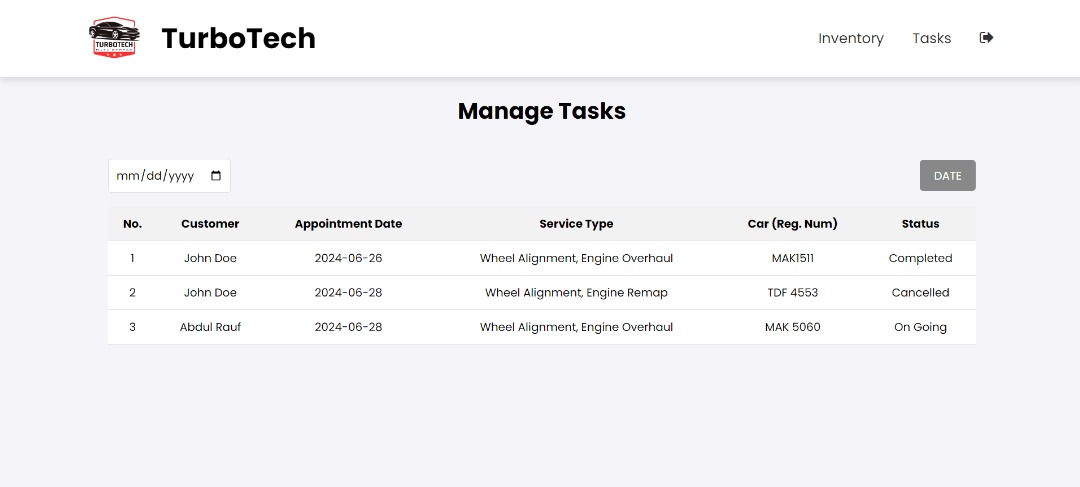 TURBOTECH
TurboTech
Inventory Tasks
Manage Tasks
mm/dd/yyyy
DATE
No. Customer Appointment Date Service Type Car (Reg. Num) Status
1 John Doe 2024-06-26 Wheel Alignment, Engine Overhaul MAK1511 Completed
2 John Doe 2024-06-28 Wheel Alignment, Engine Remap TDF 4553 Cancelled
3 Abdul Rauf 2024-06-28 Wheel Alignment, Engine Overhaul MAK 5060 On Going